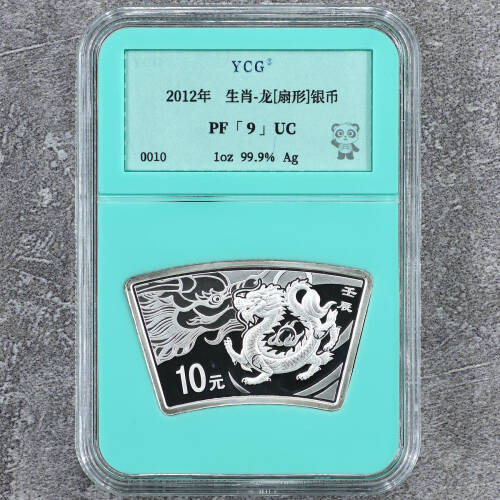 YCG
2012年 生肖-龙[扇形]银币
PF「9」UC
0010 1oz 99.9% Ag
壬辰
10元